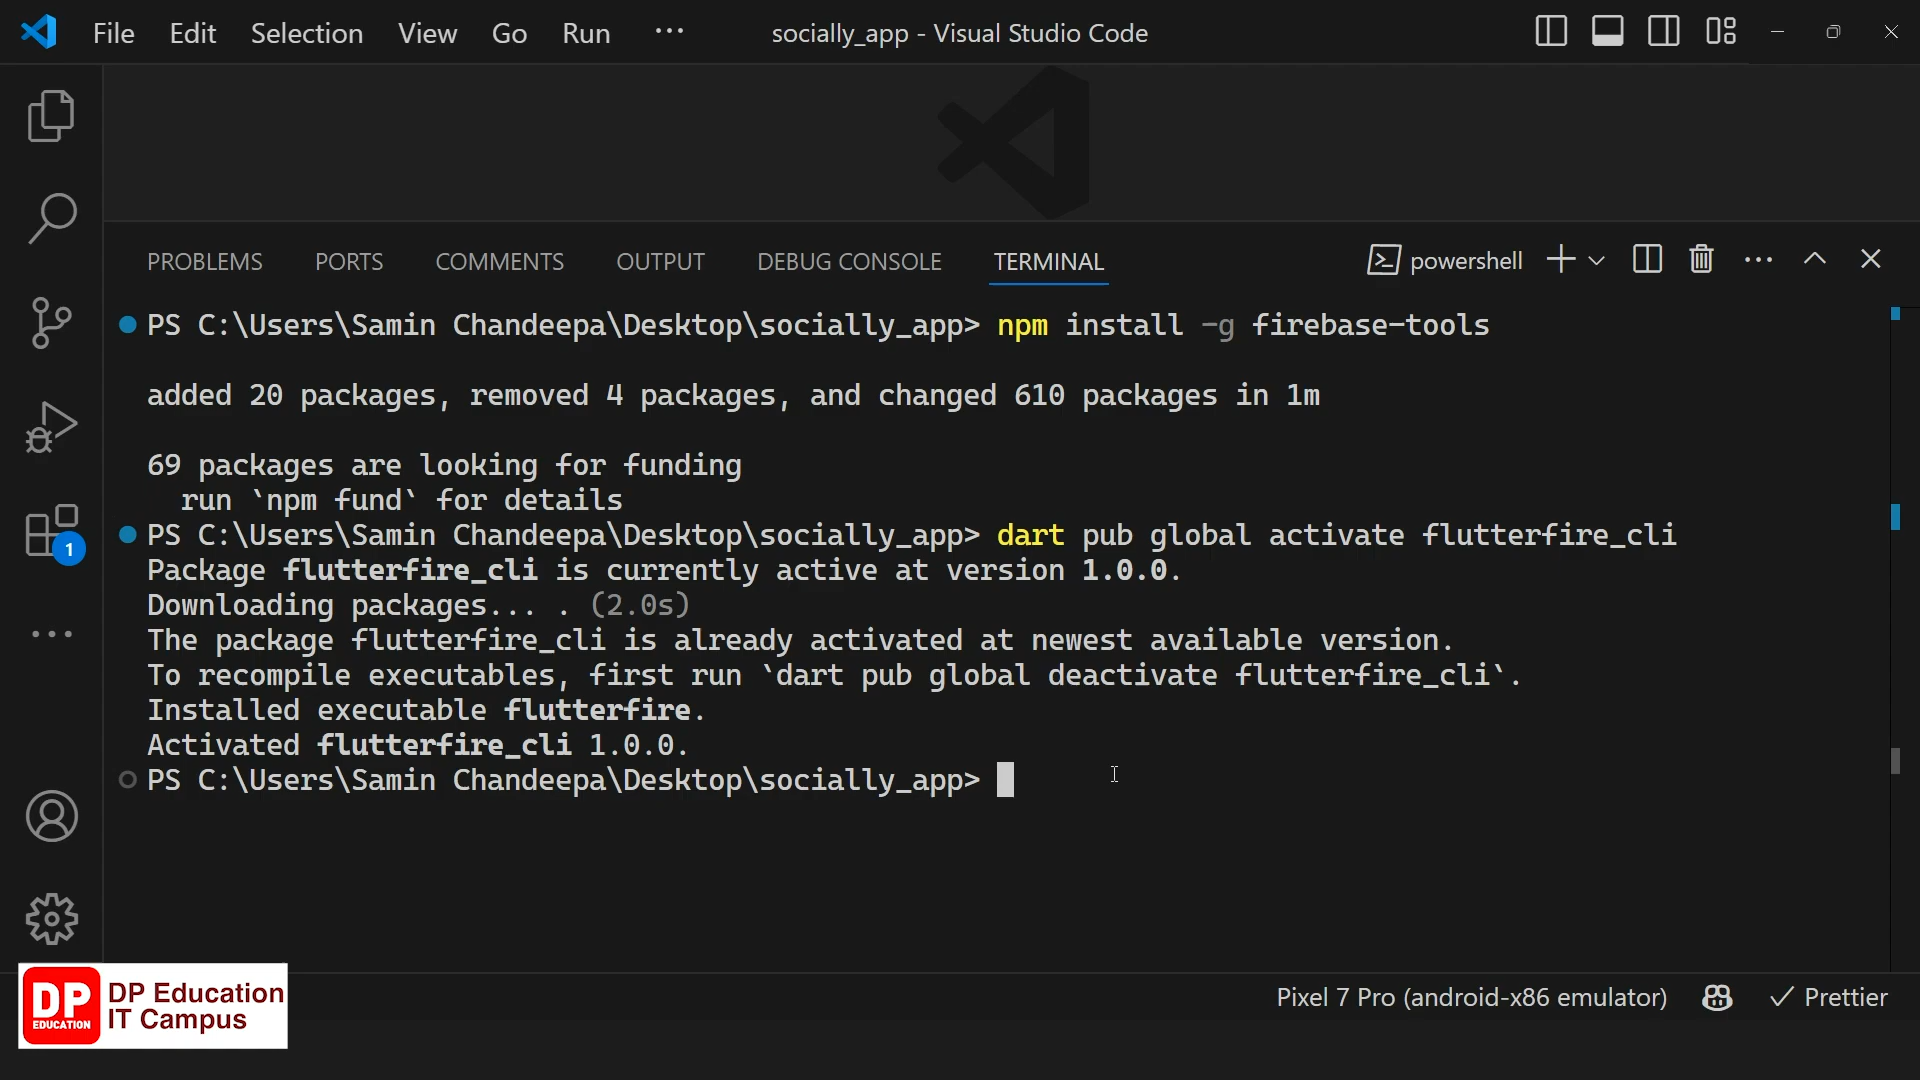 File Edit Selection View Go Run ··· socially_app - Visual Studio Code
PROBLEMS PORTS COMMENTS OUTPUT DEBUG CONSOLE TERMINAL powershell
PS C:\Users\Samin Chandeepa\Desktop\socially_app> npm install -g firebase-tools
added 20 packages, removed 4 packages, and changed 610 packages in 1m
69 packages are looking for funding
run `npm fund` for details
PS C:\Users\Samin Chandeepa\Desktop\socially_app> dart pub global activate flutterfire_cli
Package flutterfire_cli is currently active at version 1.0.0.
Downloading packages... . (2.0s)
The package flutterfire_cli is already activated at newest available version.
To recompile executables, first run `dart pub global deactivate flutterfire_cli`.
Installed executable flutterfire.
Activated flutterfire_cli 1.0.0.
PS C:\Users\Samin Chandeepa\Desktop\socially_app>
1
DP EDUCATION
DP Education
IT Campus
Pixel 7 Pro (android-x86 emulator) Prettier